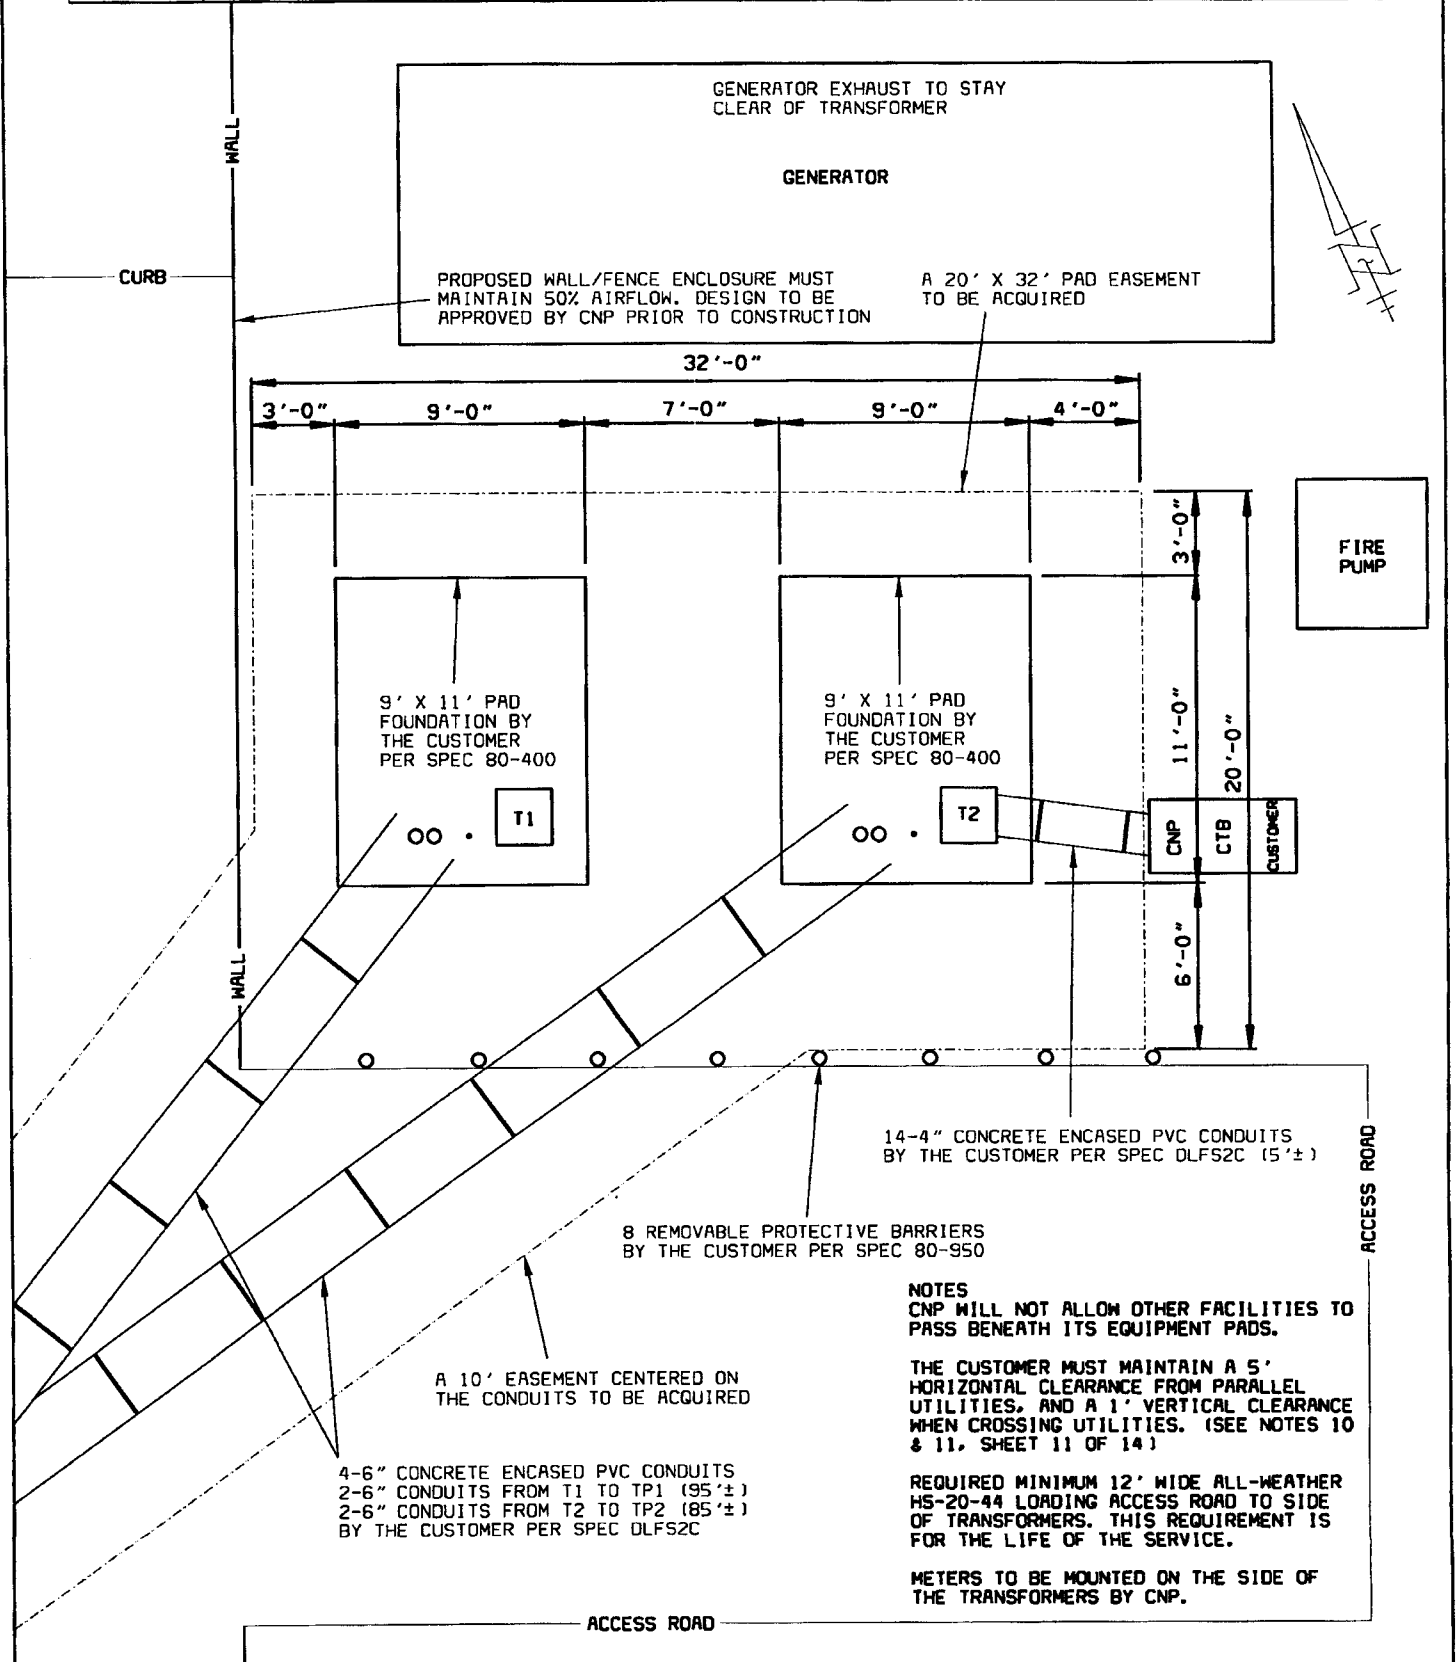 GENERATOR EXHAUST TO STAY
CLEAR OF TRANSFORMER
WALL
GENERATOR
CURB
PROPOSED WALL/FENCE ENCLOSURE MUST
MAINTAIN 50% AIRFLOW. DESIGN TO BE
APPROVED BY CNP PRIOR TO CONSTRUCTION
A 20' X 32' PAD EASEMENT
TO BE ACQUIRED
32'-0"
3'-0"
9'-0"
7'-0"
9'-0"
4'-0"
3'-0"
FIRE
PUMP
9' X 11' PAD
FOUNDATION BY
THE CUSTOMER
PER SPEC 80-400
9' X 11' PAD
FOUNDATION BY
THE CUSTOMER
PER SPEC 80-400
11'-0"
20'-0"
T1
T2
CNP
CTB
CUSTOMER
6'-0"
WALL
14-4" CONCRETE ENCASED PVC CONDUITS
BY THE CUSTOMER PER SPEC DLFS2C (5'±)
ACCESS ROAD
8 REMOVABLE PROTECTIVE BARRIERS
BY THE CUSTOMER PER SPEC 80-950
A 10' EASEMENT CENTERED ON
THE CONDUITS TO BE ACQUIRED
4-6" CONCRETE ENCASED PVC CONDUITS
2-6" CONDUITS FROM T1 TO TP1 (95'±)
2-6" CONDUITS FROM T2 TO TP2 (85'±)
BY THE CUSTOMER PER SPEC DLFS2C
NOTES
CNP WILL NOT ALLOW OTHER FACILITIES TO
PASS BENEATH ITS EQUIPMENT PADS.
THE CUSTOMER MUST MAINTAIN A 5'
HORIZONTAL CLEARANCE FROM PARALLEL
UTILITIES, AND A 1' VERTICAL CLEARANCE
WHEN CROSSING UTILITIES. (SEE NOTES 10
& 11, SHEET 11 OF 14)
REQUIRED MINIMUM 12' WIDE ALL-WEATHER
HS-20-44 LOADING ACCESS ROAD TO SIDE
OF TRANSFORMERS. THIS REQUIREMENT IS
FOR THE LIFE OF THE SERVICE.
METERS TO BE MOUNTED ON THE SIDE OF
THE TRANSFORMERS BY CNP.
ACCESS ROAD